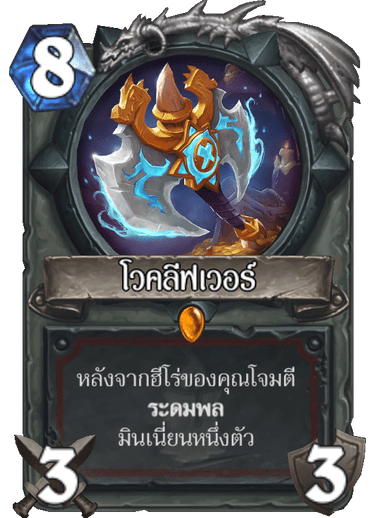 8
โวคลีฟเวอร์
หลังจากฮีโร่ของคุณโจมตี
ระดมพล
มินเนี่ยนหนึ่งตัว
3
3